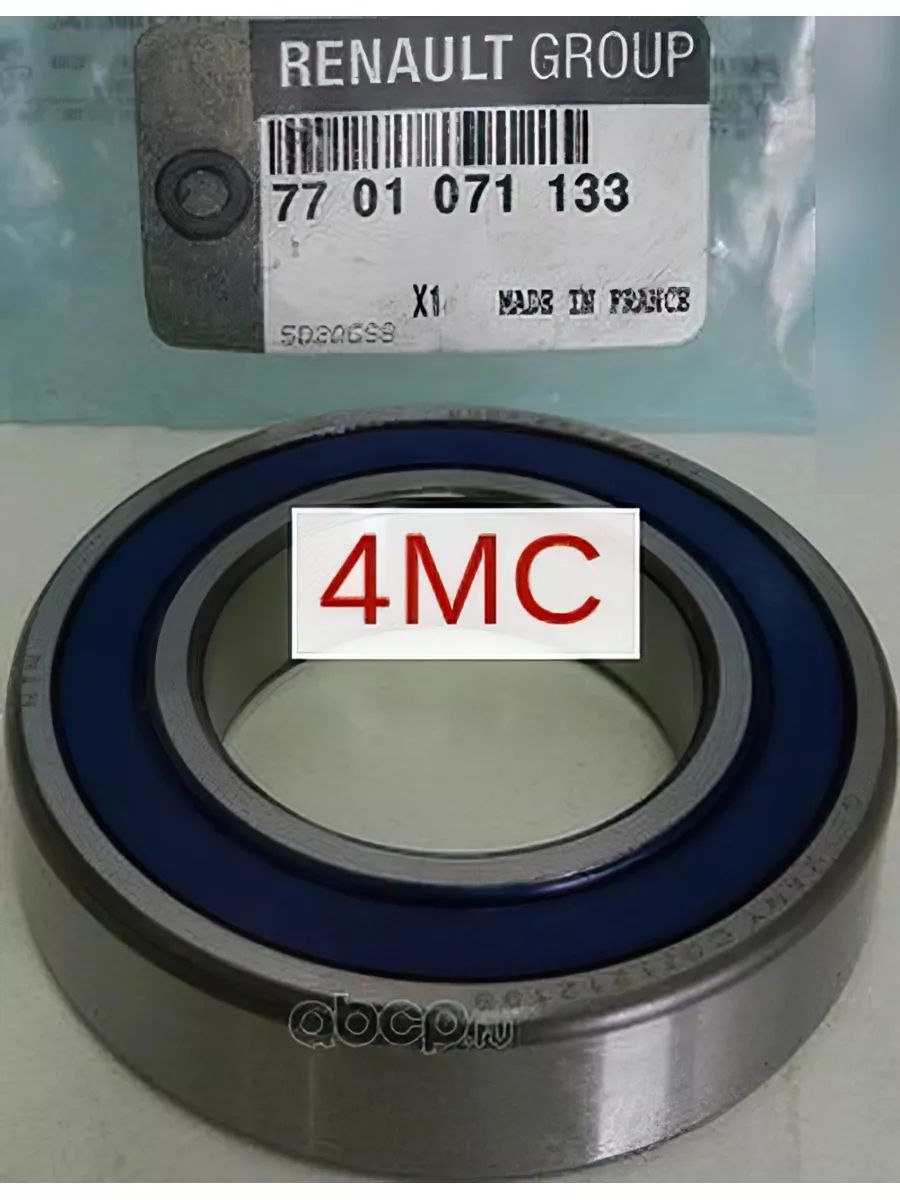 RENAULT GROUP
77 01 071 133
X1
MADE IN FRANCE
4MC
abcp.ru